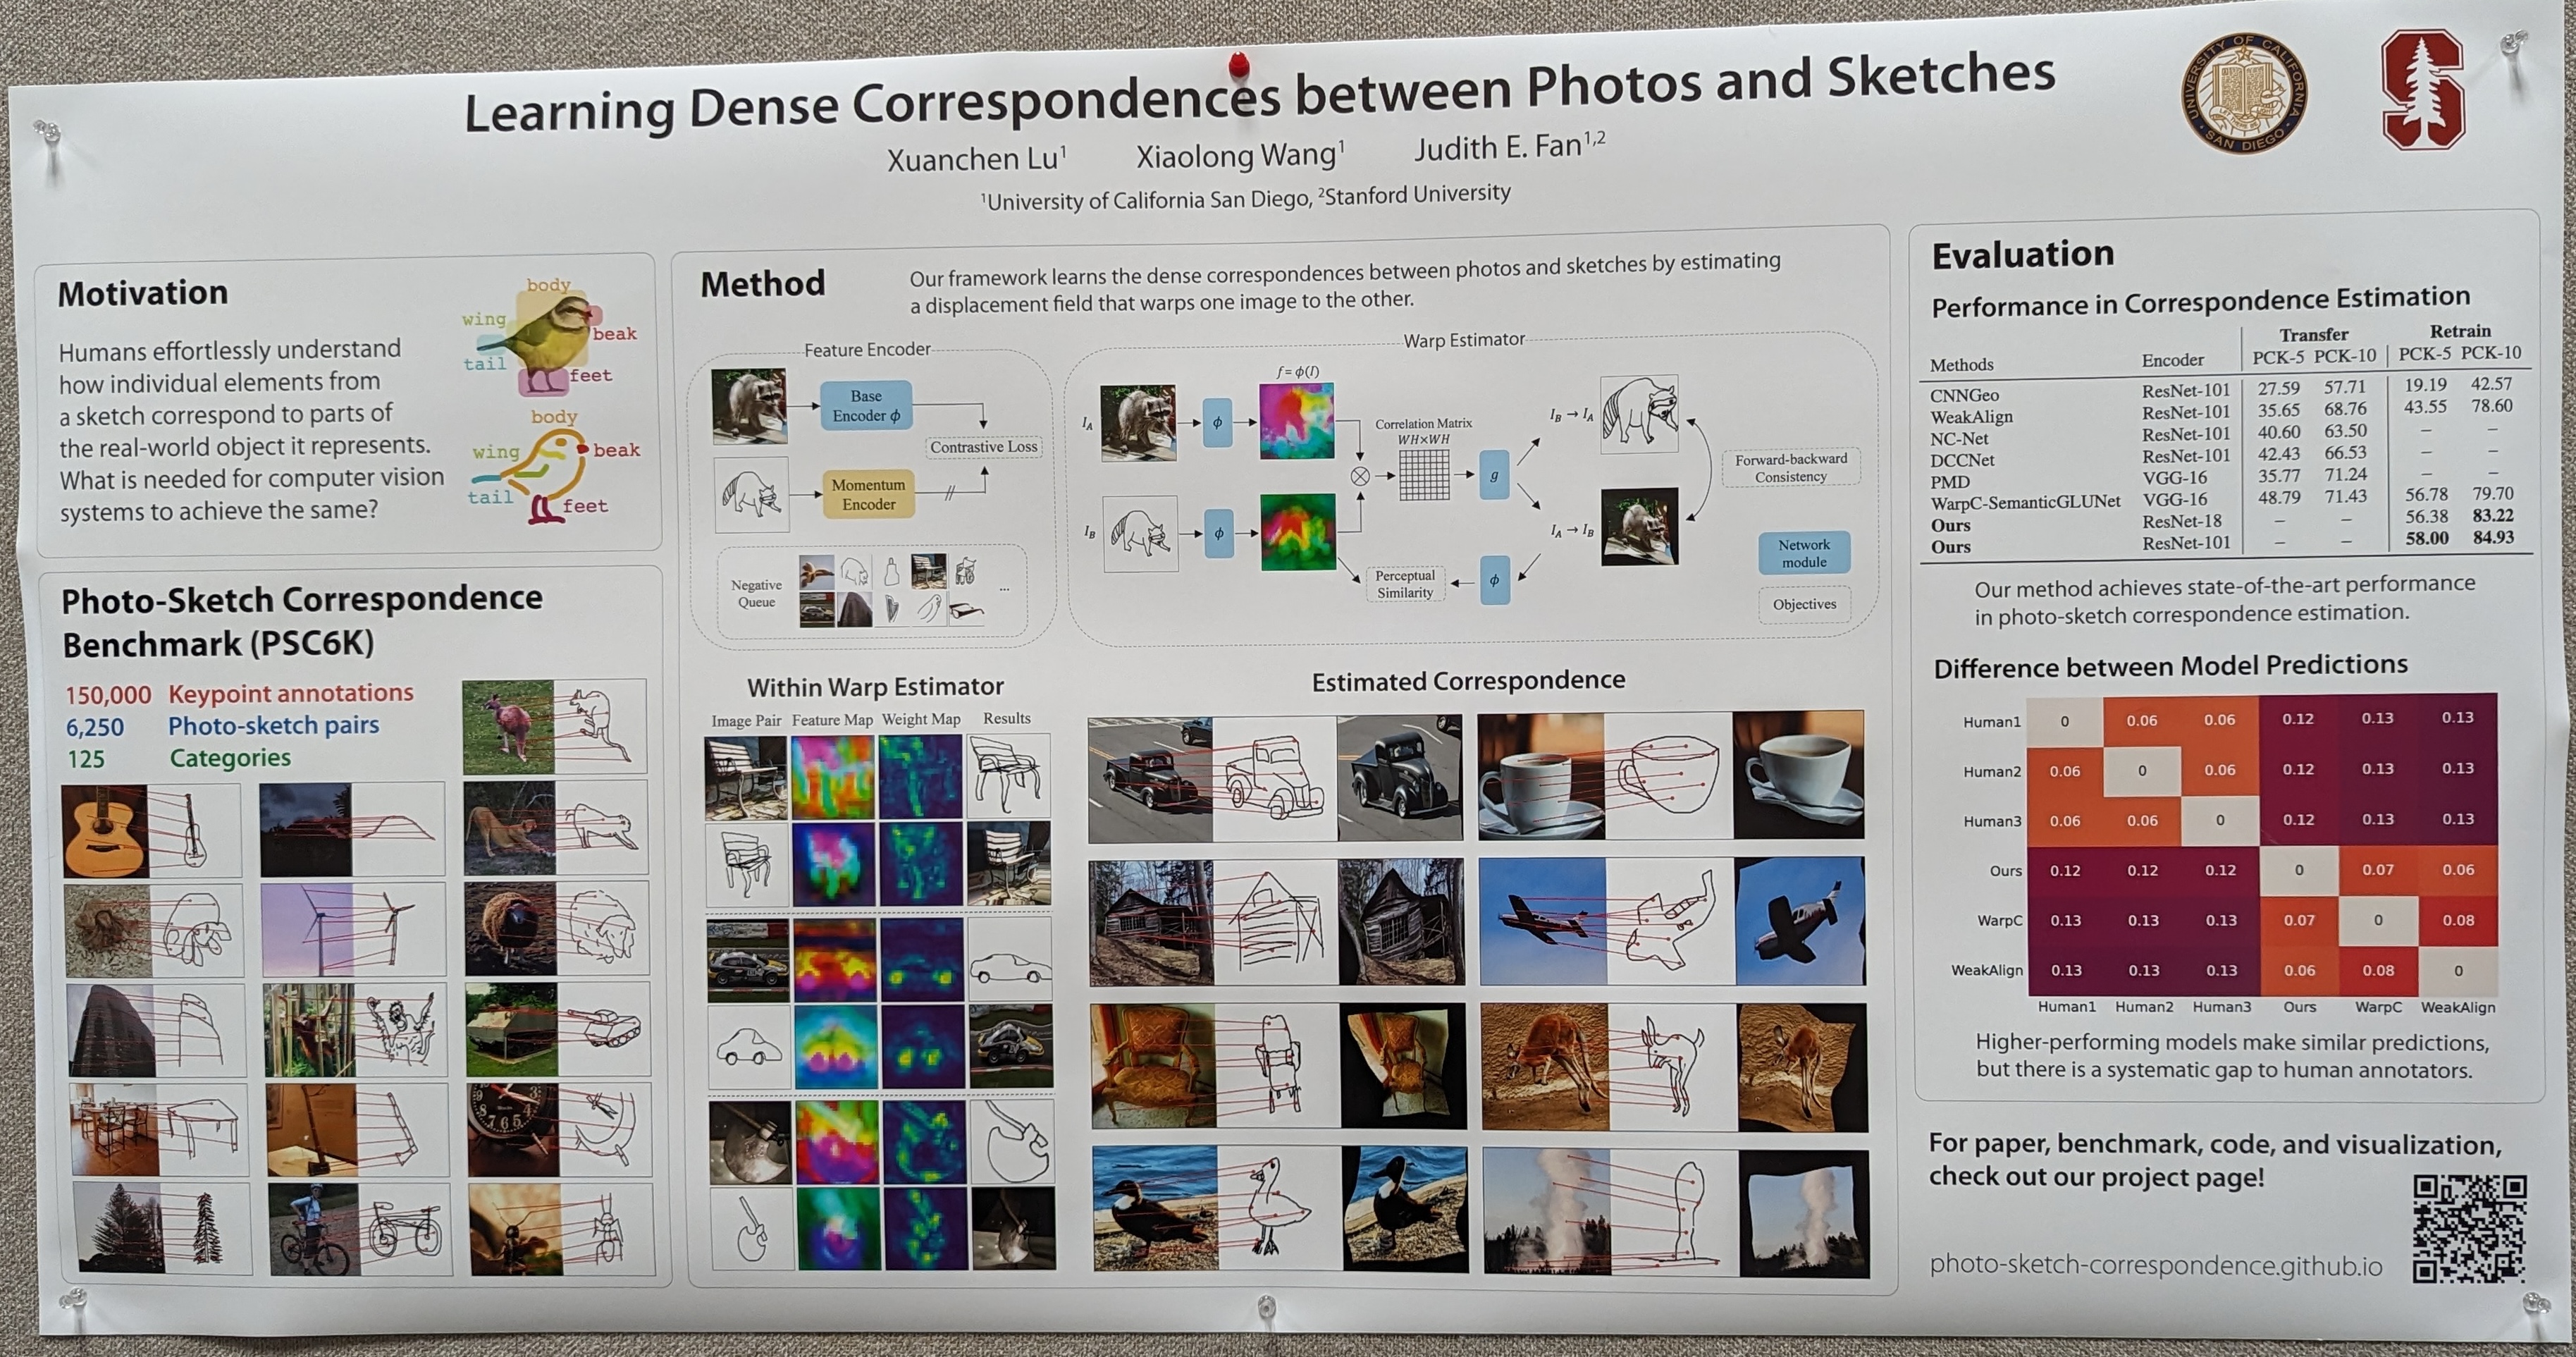 Learning Dense Correspondences between Photos and Sketches
Xuanchen Lu¹ Xiaolong Wang¹ Judith E. Fan¹,²
¹University of California San Diego, ²Stanford University
UNIVERSITY OF CALIFORNIA
SAN DIEGO
S
Motivation
Humans effortlessly understand
how individual elements from
a sketch correspond to parts of
the real-world object it represents.
What is needed for computer vision
systems to achieve the same?
body
wing
beak
tail
feet
body
wing
beak
tail
feet
Photo-Sketch Correspondence
Benchmark (PSC6K)
150,000 Keypoint annotations
6,250 Photo-sketch pairs
125 Categories
Method
Our framework learns the dense correspondences between photos and sketches by estimating
a displacement field that warps one image to the other.
Feature Encoder
Base
Encoder ϕ
Contrastive Loss
Momentum
Encoder
//
Negative
Queue
...
Warp Estimator
f = ϕ(I)
I_A
ϕ
Correlation Matrix
WH×WH
g
I_B → I_A
Forward-backward
Consistency
I_B
ϕ
I_A → I_B
Perceptual
Similarity
ϕ
Network
module
Objectives
Within Warp Estimator
Image Pair Feature Map Weight Map Results
Estimated Correspondence
Evaluation
Performance in Correspondence Estimation
Transfer Retrain
Methods Encoder PCK-5 PCK-10 PCK-5 PCK-10
CNNGeo ResNet-101 27.59 57.71 19.19 42.57
WeakAlign ResNet-101 35.65 68.76 43.55 78.60
NC-Net ResNet-101 40.60 63.50 – –
DCCNet ResNet-101 42.43 66.53 – –
PMD VGG-16 35.77 71.24 – –
WarpC-SemanticGLUNet VGG-16 48.79 71.43 56.78 79.70
Ours ResNet-18 – – 56.38 83.22
Ours ResNet-101 – – 58.00 84.93
Our method achieves state-of-the-art performance
in photo-sketch correspondence estimation.
Difference between Model Predictions
Human1 0 0.06 0.06 0.12 0.13 0.13
Human2 0.06 0 0.06 0.12 0.13 0.13
Human3 0.06 0.06 0 0.12 0.13 0.13
Ours 0.12 0.12 0.12 0 0.07 0.06
WarpC 0.13 0.13 0.13 0.07 0 0.08
WeakAlign 0.13 0.13 0.13 0.06 0.08 0
Human1 Human2 Human3 Ours WarpC WeakAlign
Higher-performing models make similar predictions,
but there is a systematic gap to human annotators.
For paper, benchmark, code, and visualization,
check out our project page!
photo-sketch-correspondence.github.io